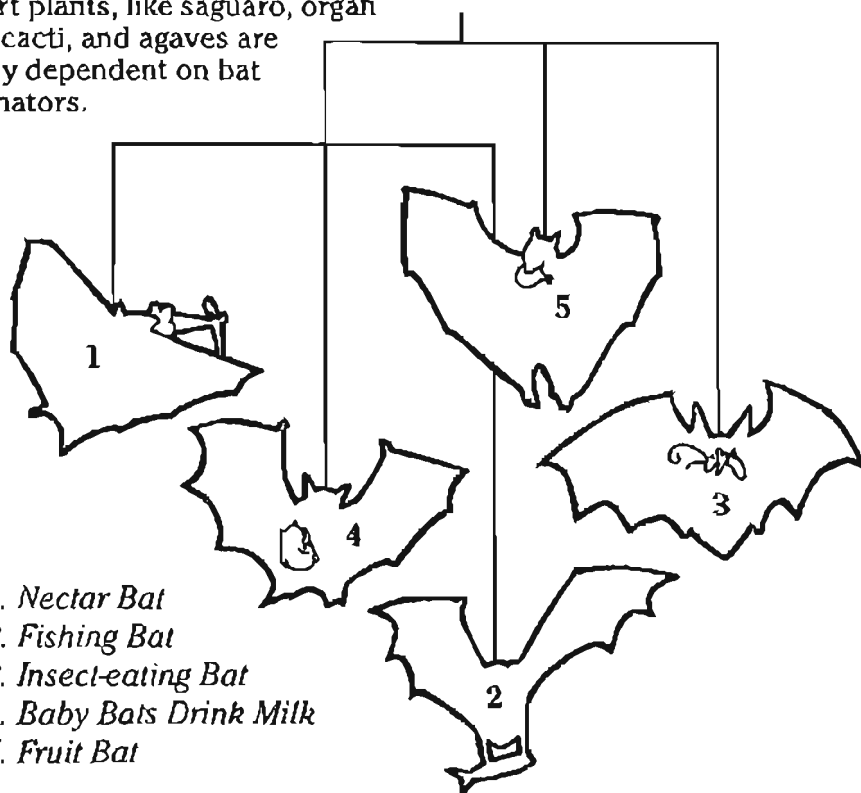 rt plants, like saguaro, organ
cacti, and agaves are
y dependent on bat
nators.
5
1
3
4
2
. Nectar Bat
. Fishing Bat
. Insect-eating Bat
. Baby Bats Drink Milk
. Fruit Bat